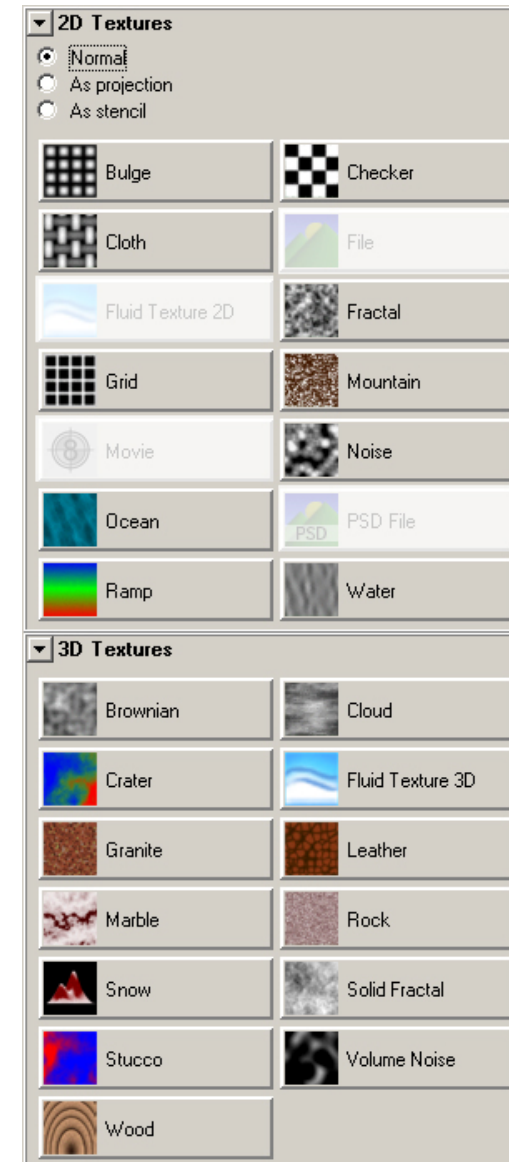 2D Textures
Normal
As projection
As stencil
Bulge
Checker
Cloth
File
Fluid Texture 2D
Fractal
Grid
Mountain
8
Movie
Noise
Ocean
PSD
PSD File
Ramp
Water
3D Textures
Brownian
Cloud
Crater
Fluid Texture 3D
Granite
Leather
Marble
Rock
Snow
Solid Fractal
Stucco
Volume Noise
Wood